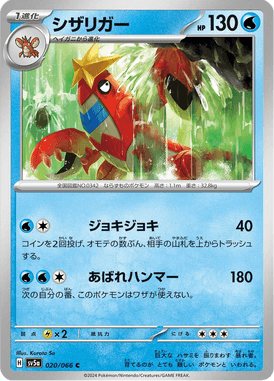 1進化
シザリガー
HP 130
ヘイガニから進化
全国図鑑NO.0342 ならずものポケモン 高さ:1.1m 重さ:32.8kg
ジョキジョキ 40
コインを2回投げ、オモテの数ぶん、相手の山札を上からトラッシュする。
あばれハンマー 180
次の自分の番、このポケモンはワザが使えない。
弱点 ×2 抵抗力 にげる
Illus. Kuroto Su
H SV5a 020/066 C
©2024 Pokémon/Nintendo/Creatures/GAME FREAK.